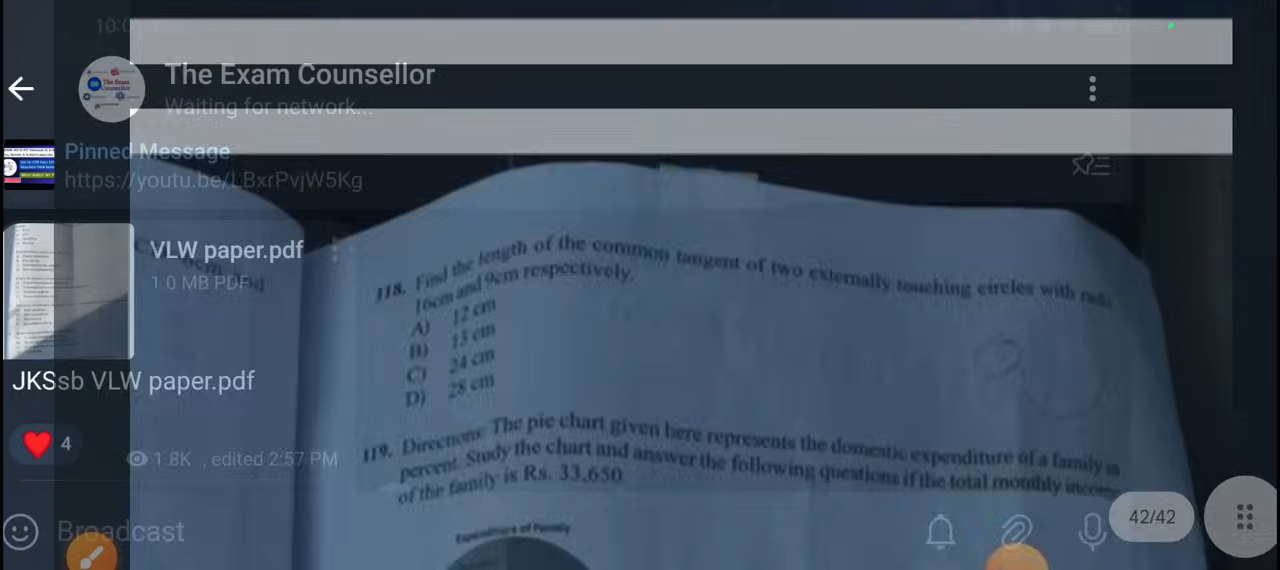 10:0
The Exam Counsellor
Waiting for network...
Pinned Message
https://youtu.be/LBxrPvjW5Kg
VLW paper.pdf
1.0 MB PDF
JKSsb VLW paper.pdf
4
1.8K , edited 2:57 PM
Broadcast
42/42
118. Find the length of the common tangent of two externally touching circles with radii
16cm and 9cm respectively.
A) 12 cm
B) 15 cm
C) 24 cm
D) 28 cm
119. Directions: The pie chart given here represents the domestic expenditure of a family in
percent. Study the chart and answer the following questions if the total monthly income
of the family is Rs. 33,650.
Expenditure of Family